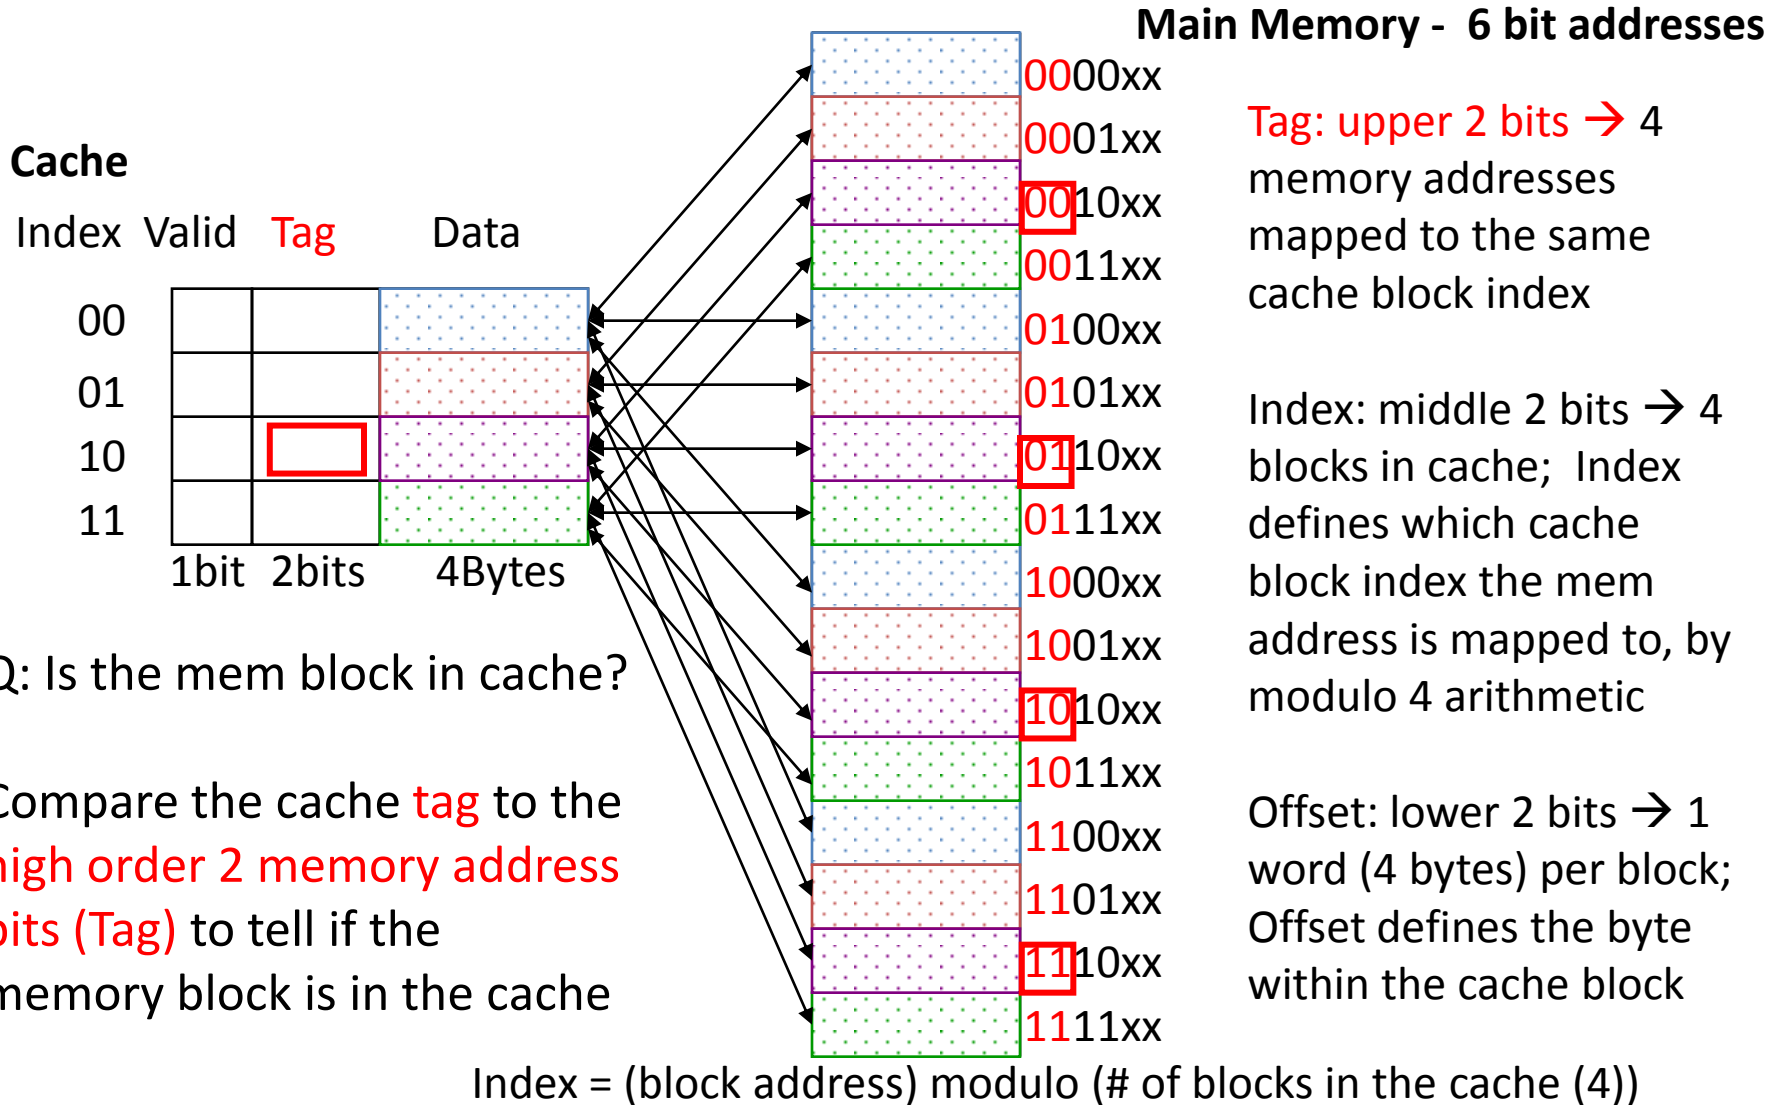 Main Memory - 6 bit addresses
Cache
Index Valid Tag Data
00
01
10
11
1bit 2bits 4Bytes
Q: Is the mem block in cache?
Compare the cache tag to the
high order 2 memory address
bits (Tag) to tell if the
memory block is in the cache
0000xx
0001xx
0010xx
0011xx
0100xx
0101xx
0110xx
0111xx
1000xx
1001xx
1010xx
1011xx
1100xx
1101xx
1110xx
1111xx
Tag: upper 2 bits → 4
memory addresses
mapped to the same
cache block index
Index: middle 2 bits → 4
blocks in cache; Index
defines which cache
block index the mem
address is mapped to, by
modulo 4 arithmetic
Offset: lower 2 bits → 1
word (4 bytes) per block;
Offset defines the byte
within the cache block
Index = (block address) modulo (# of blocks in the cache (4))